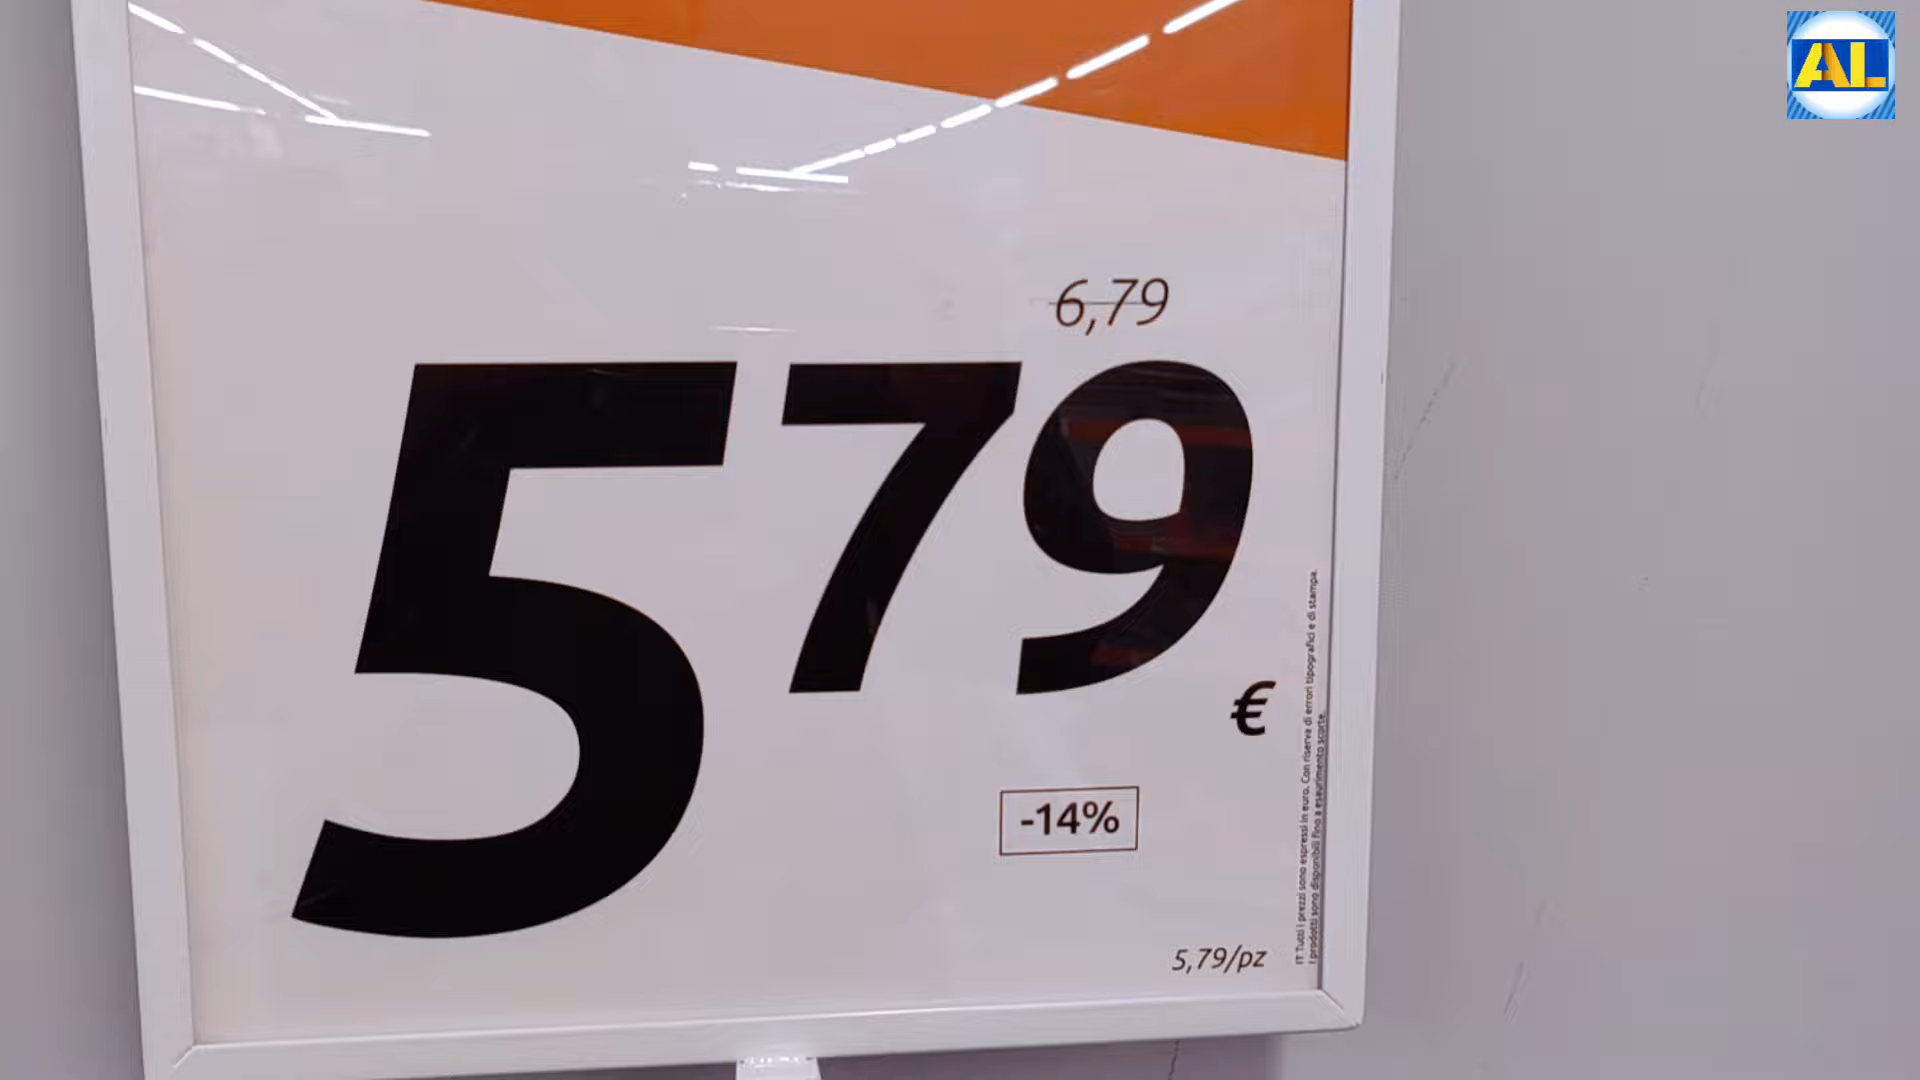 AL
6,79
579
€
-14%
5,79/pz
IT Tutti i prezzi sono espressi in euro. Con riserva di errori tipografici e di stampa.
I prodotti sono disponibili fino a esaurimento scorte.